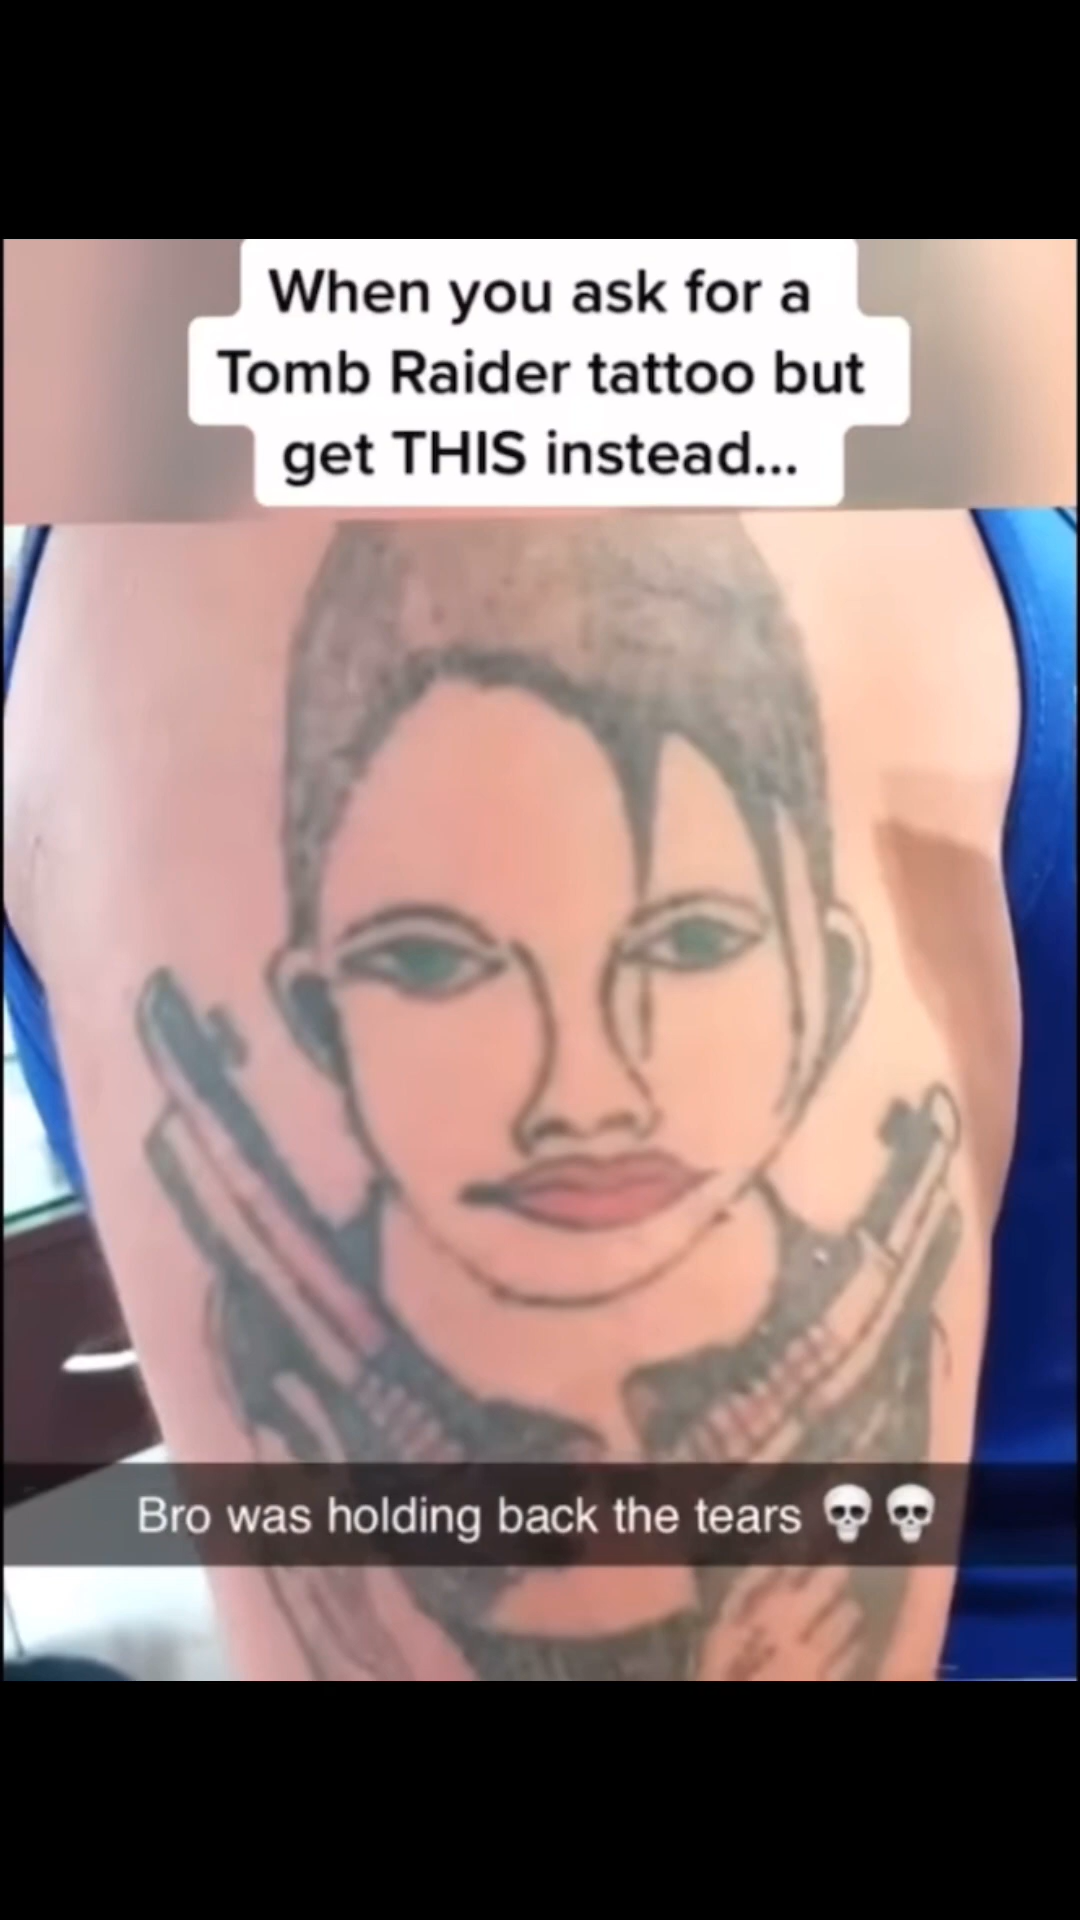 When you ask for a
Tomb Raider tattoo but
get THIS instead...
Bro was holding back the tears 💀💀